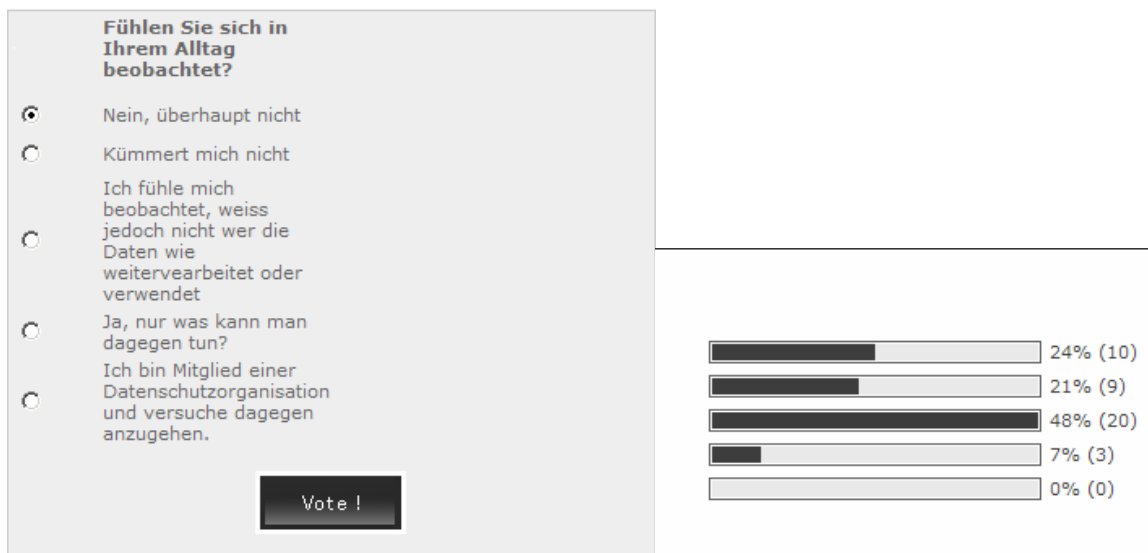 Fühlen Sie sich in
Ihrem Alltag
beobachtet?
Nein, überhaupt nicht
Kümmert mich nicht
Ich fühle mich
beobachtet, weiss
jedoch nicht wer die
Daten wie
weitervearbeitet oder
verwendet
Ja, nur was kann man
dagegen tun?
Ich bin Mitglied einer
Datenschutzorganisation
und versuche dagegen
anzugehen.
Vote !
24% (10)
21% (9)
48% (20)
7% (3)
0% (0)